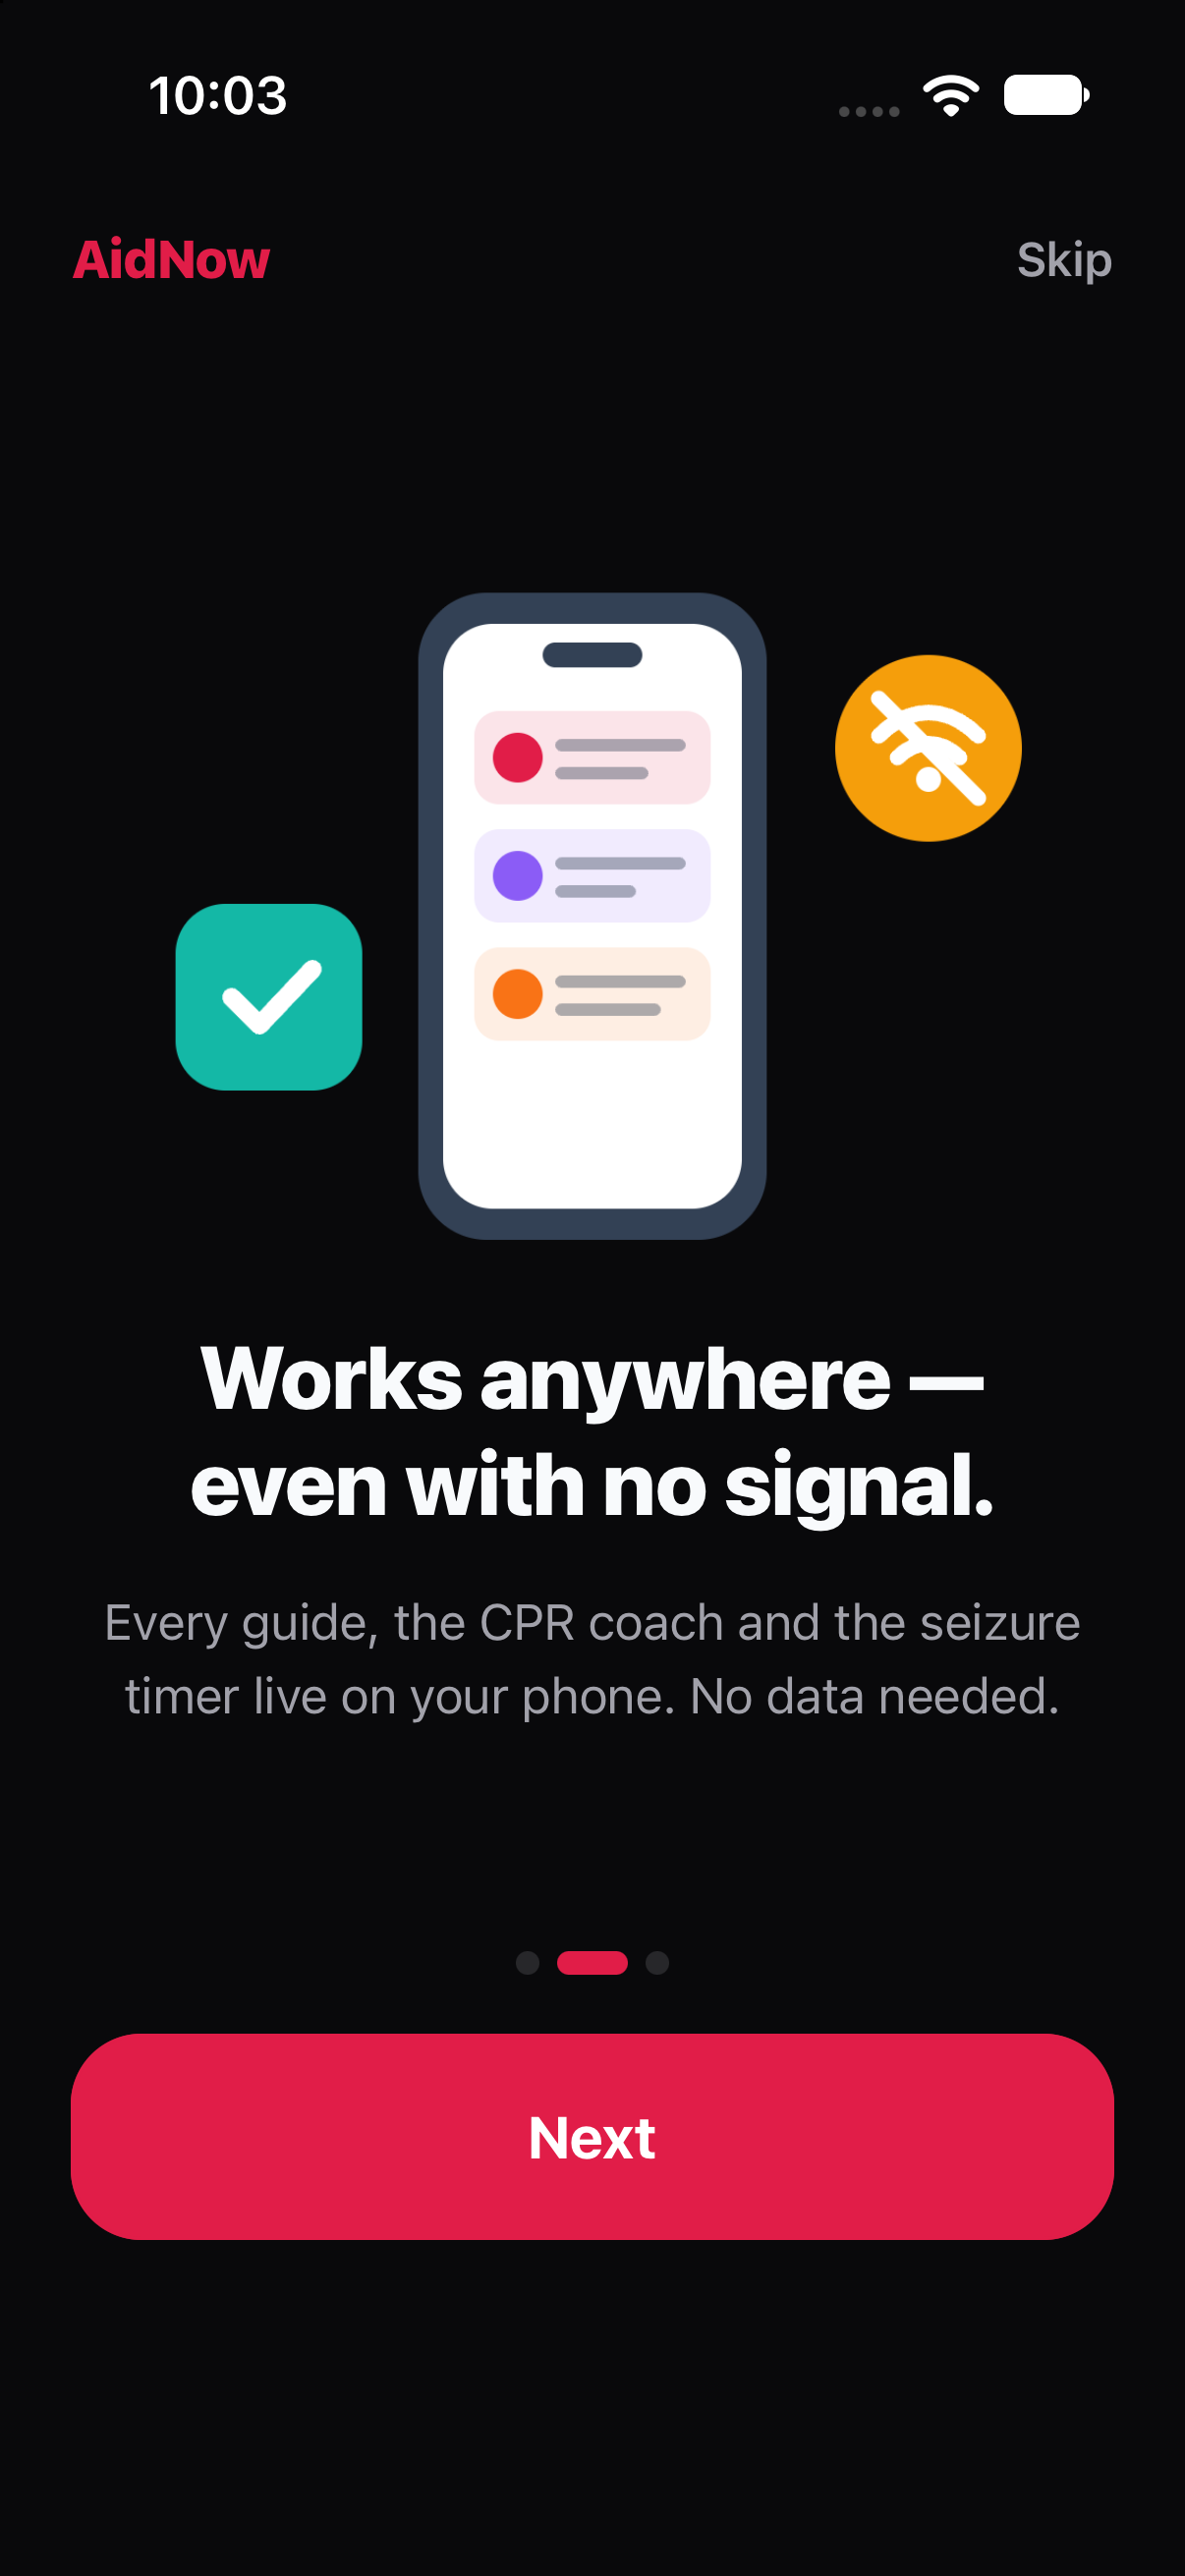 10:03
AidNow
Skip
Works anywhere —
even with no signal.
Every guide, the CPR coach and the seizure
timer live on your phone. No data needed.
Next